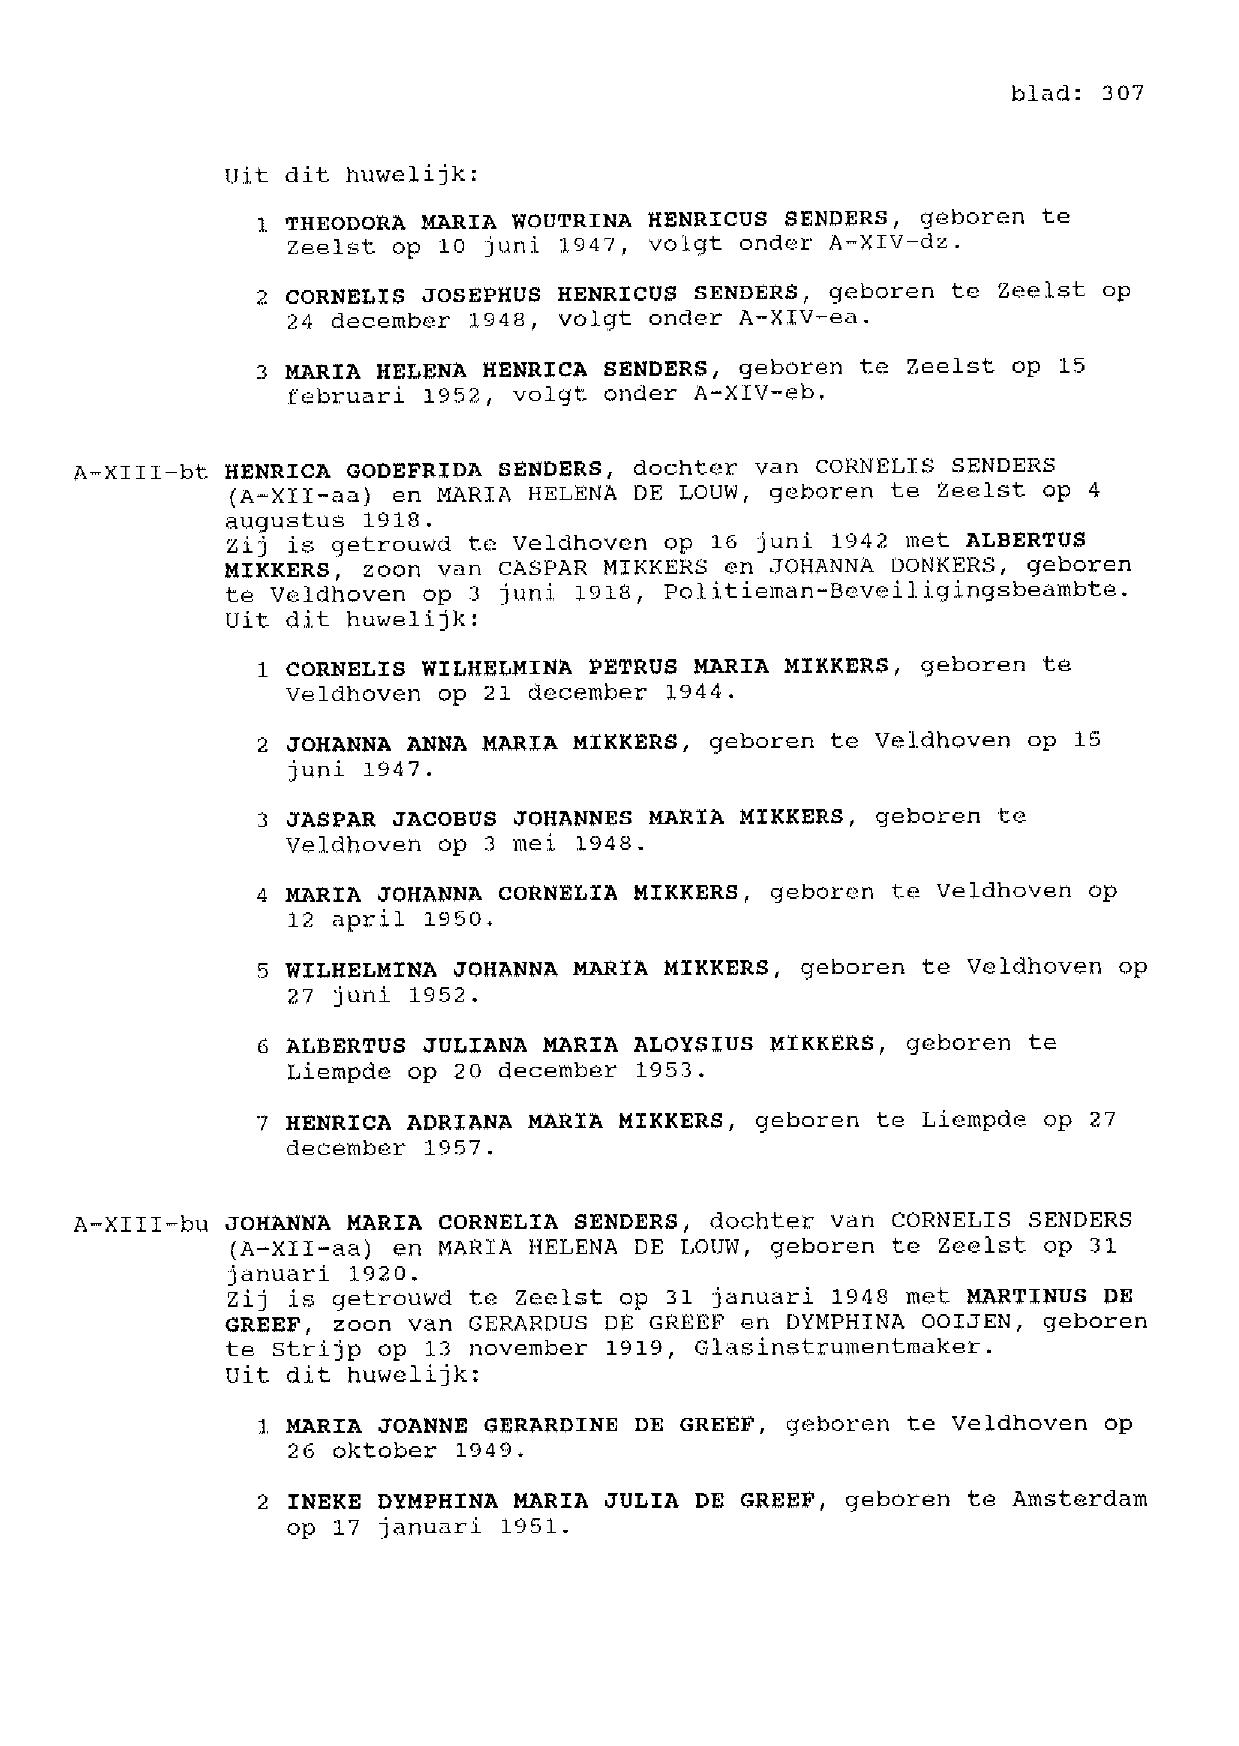 blad: 307
Uit dit huwelijk:
1 THEODORA MARIA WOUTRINA HENRICUS SENDERS, geboren te
Zeelst op 10 juni 1947, volgt onder A-XIV-dz.
2 CORNELIS JOSEPHUS HENRICUS SENDERS, geboren te Zeelst op
24 december 1948, volgt onder A-XIV-ea.
3 MARIA HELENA HENRICA SENDERS, geboren te Zeelst op 15
februari 1952, volgt onder A-XIV-eb.
A-XIII-bt HENRICA GODEFRIDA SENDERS, dochter van CORNELIS SENDERS
(A-XII-aa) en MARIA HELENA DE LOUW, geboren te Zeelst op 4
augustus 1918.
Zij is getrouwd te Veldhoven op 16 juni 1942 met ALBERTUS
MIKKERS, zoon van CASPAR MIKKERS en JOHANNA DONKERS, geboren
te Veldhoven op 3 juni 1918, Politieman-Beveiligingsbeambte.
Uit dit huwelijk:
1 CORNELIS WILHELMINA PETRUS MARIA MIKKERS, geboren te
Veldhoven op 21 december 1944.
2 JOHANNA ANNA MARIA MIKKERS, geboren te Veldhoven op 15
juni 1947.
3 JASPAR JACOBUS JOHANNES MARIA MIKKERS, geboren te
Veldhoven op 3 mei 1948.
4 MARIA JOHANNA CORNELIA MIKKERS, geboren te Veldhoven op
12 april 1950.
5 WILHELMINA JOHANNA MARIA MIKKERS, geboren te Veldhoven op
27 juni 1952.
6 ALBERTUS JULIANA MARIA ALOYSIUS MIKKERS, geboren te
Liempde op 20 december 1953.
7 HENRICA ADRIANA MARIA MIKKERS, geboren te Liempde op 27
december 1957.
A-XIII-bu JOHANNA MARIA CORNELIA SENDERS, dochter van CORNELIS SENDERS
(A-XII-aa) en MARIA HELENA DE LOUW, geboren te Zeelst op 31
januari 1920.
Zij is getrouwd te Zeelst op 31 januari 1948 met MARTINUS DE
GREEF, zoon van GERARDUS DE GREEF en DYMPHINA OOIJEN, geboren
te Strijp op 13 november 1919, Glasinstrumentmaker.
Uit dit huwelijk:
1 MARIA JOANNE GERARDINE DE GREEF, geboren te Veldhoven op
26 oktober 1949.
2 INEKE DYMPHINA MARIA JULIA DE GREEF, geboren te Amsterdam
op 17 januari 1951.